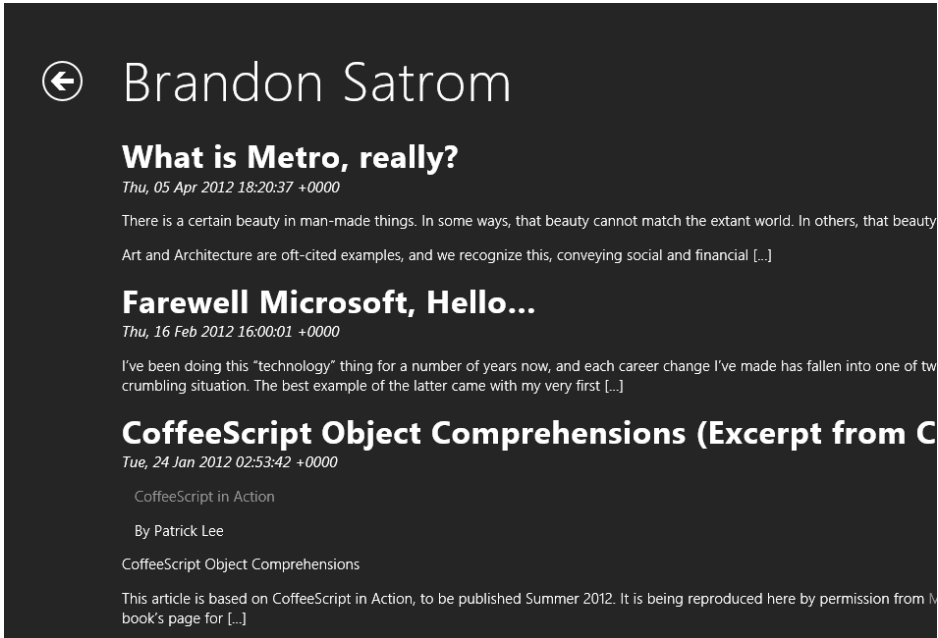 Brandon Satrom
What is Metro, really?
Thu, 05 Apr 2012 18:20:37 +0000
There is a certain beauty in man-made things. In some ways, that beauty cannot match the extant world. In others, that beauty
Art and Architecture are oft-cited examples, and we recognize this, conveying social and financial [...]
Farewell Microsoft, Hello...
Thu, 16 Feb 2012 16:00:01 +0000
I've been doing this “technology” thing for a number of years now, and each career change I've made has fallen into one of tw
crumbling situation. The best example of the latter came with my very first [...]
CoffeeScript Object Comprehensions (Excerpt from C
Tue, 24 Jan 2012 02:53:42 +0000
CoffeeScript in Action
By Patrick Lee
CoffeeScript Object Comprehensions
This article is based on CoffeeScript in Action, to be published Summer 2012. It is being reproduced here by permission from M
book's page for [...]